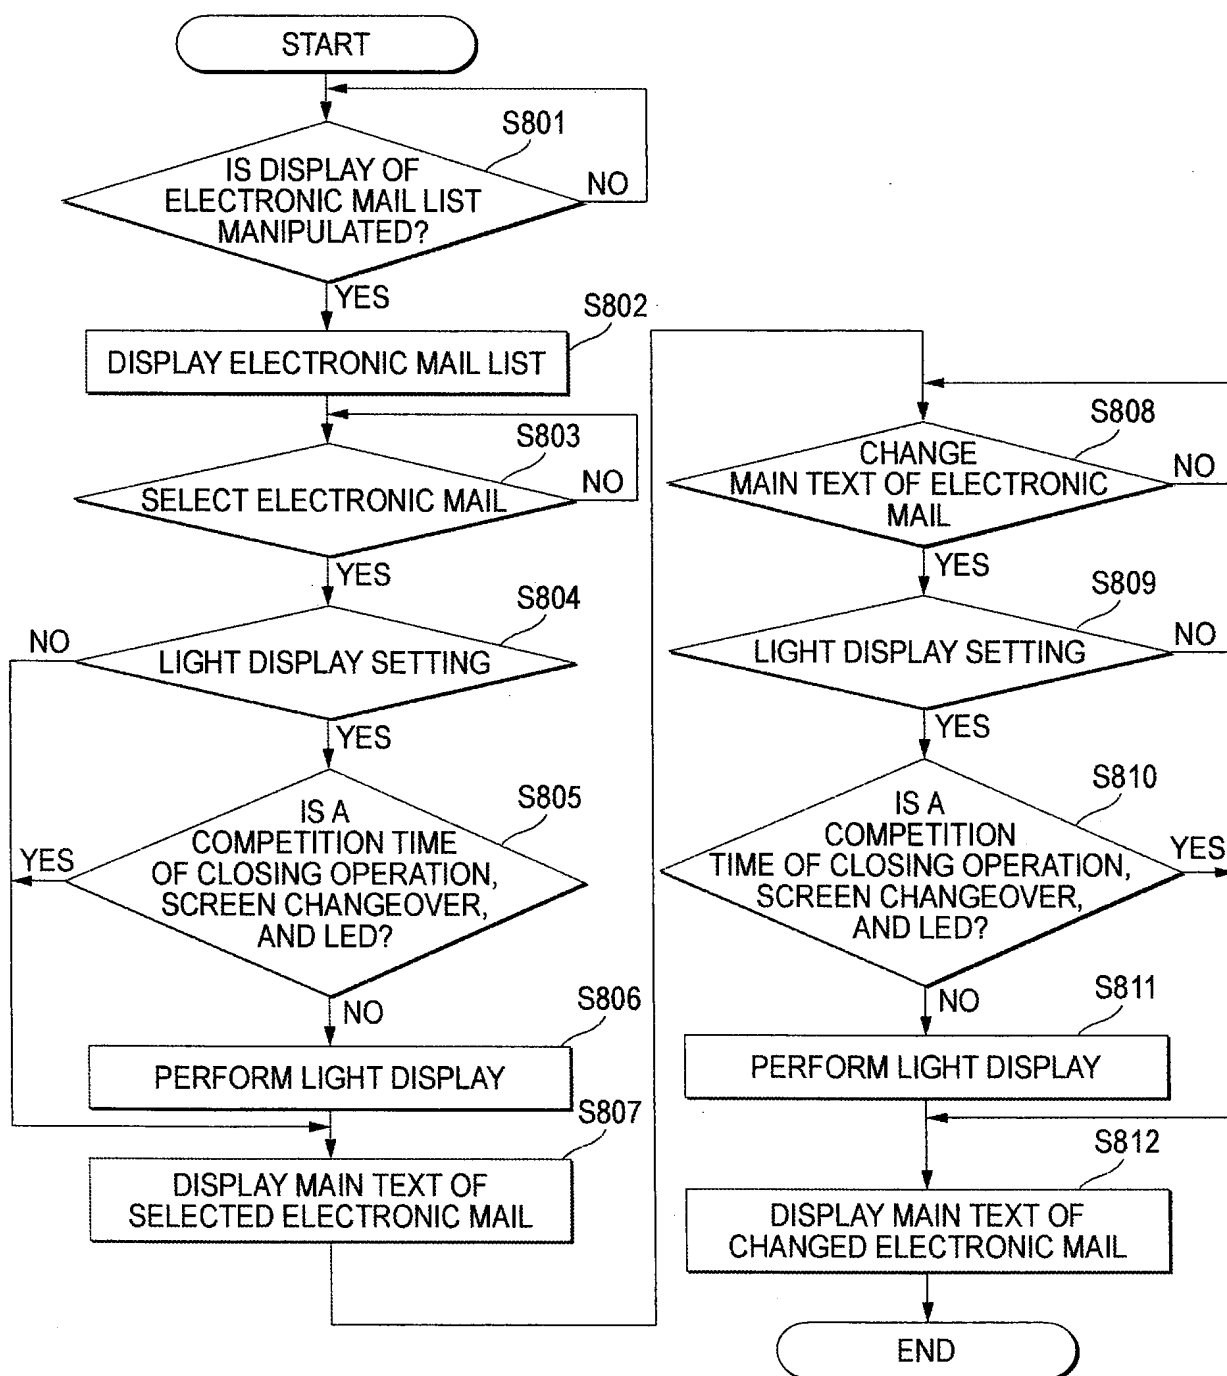 START
S801
IS DISPLAY OF
ELECTRONIC MAIL LIST
MANIPULATED?
NO
YES
S802
DISPLAY ELECTRONIC MAIL LIST
S803
SELECT ELECTRONIC MAIL
NO
YES
S804
NO
LIGHT DISPLAY SETTING
YES
S805
IS A
COMPETITION TIME
OF CLOSING OPERATION,
SCREEN CHANGEOVER,
AND LED?
YES
NO
S806
PERFORM LIGHT DISPLAY
S807
DISPLAY MAIN TEXT OF
SELECTED ELECTRONIC MAIL
S808
CHANGE
MAIN TEXT OF ELECTRONIC
MAIL
NO
YES
S809
LIGHT DISPLAY SETTING
NO
YES
S810
IS A
COMPETITION
TIME OF CLOSING OPERATION,
SCREEN CHANGEOVER,
AND LED?
YES
NO
S811
PERFORM LIGHT DISPLAY
S812
DISPLAY MAIN TEXT OF
CHANGED ELECTRONIC MAIL
END